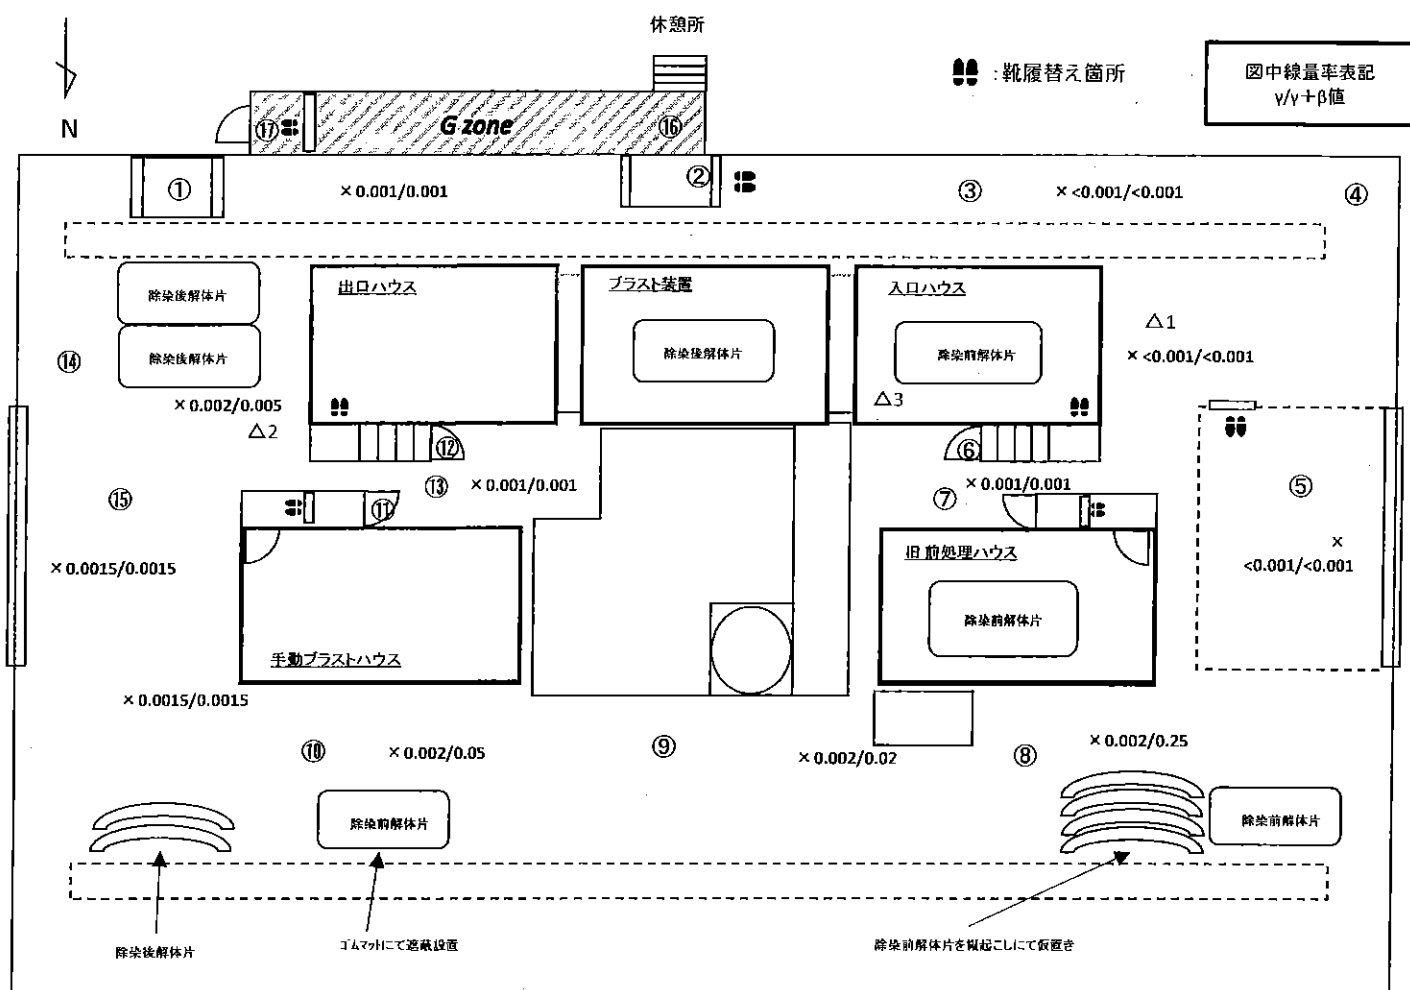 休憩所
:靴履替え箇所
図中線量率表記
γ/γ+β値
N
⑰
G zone
⑯
①
×0.001/0.001
②
③
×<0.001/<0.001
④
除染後解体片
出口ハウス
ブラスト装置
入口ハウス
△1
除染後解体片
除染後解体片
除染前解体片
×<0.001/<0.001
⑭
×0.002/0.005
△3
△2
⑫
⑥
⑬
×0.001/0.001
×0.001/0.001
⑤
⑮
⑪
⑦
×
<0.001/<0.001
×0.0015/0.0015
旧前処理ハウス
除染前解体片
手動ブラストハウス
×0.0015/0.0015
⑩
×0.002/0.05
⑨
×0.002/0.02
⑧
×0.002/0.25
除染前解体片
除染前解体片
除染後解体片
ゴムマットにて遮蔽設置
除染前解体片を縦起こしにて仮置き